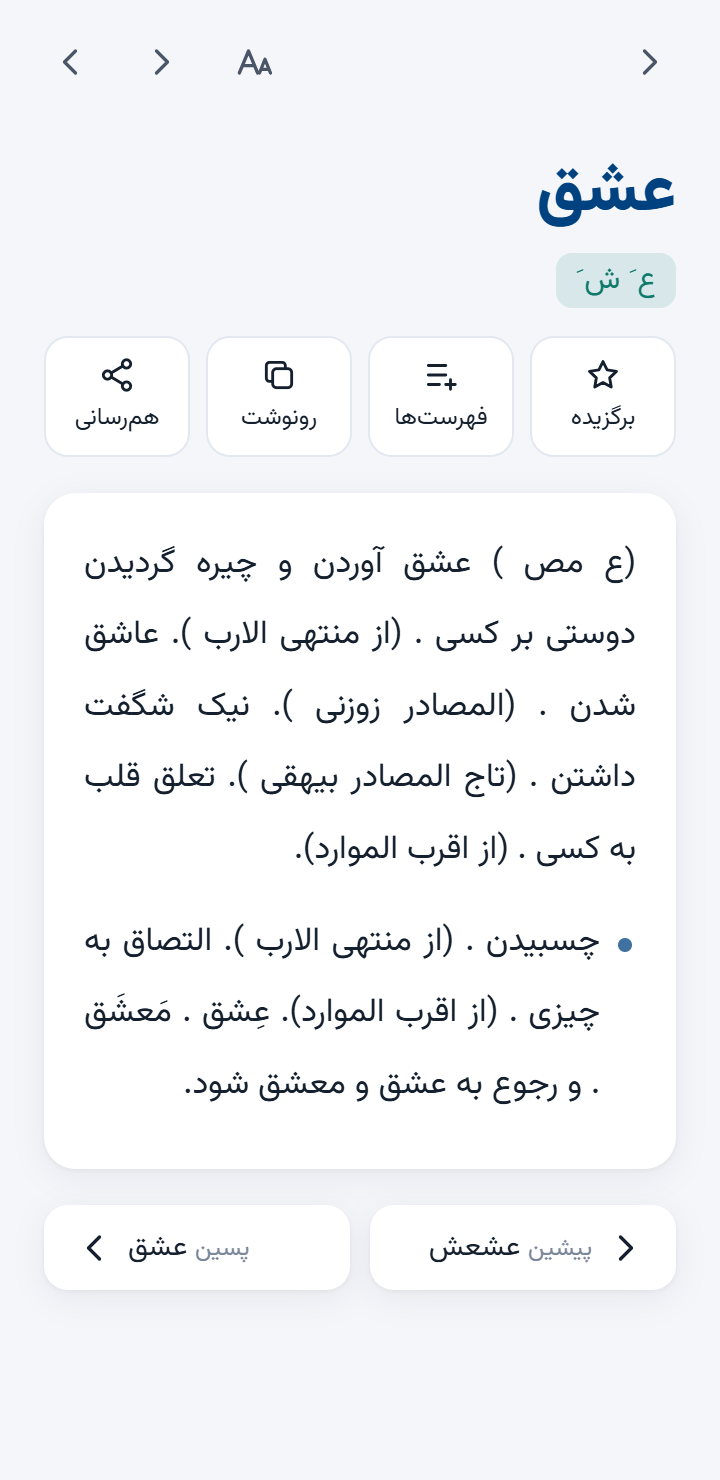 AA
عشق
ع َ ش َ
برگزیده
فهرست‌ها
رونوشت
هم‌رسانی
(ع مص ) عشق آوردن و چیره گردیدن
دوستی بر کسی . (از منتهی الارب ). عاشق
شدن . (المصادر زوزنی ). نیک شگفت
داشتن . (تاج المصادر بیهقی ). تعلق قلب
به کسی . (از اقرب الموارد).
چسبیدن . (از منتهی الارب ). التصاق به
چیزی . (از اقرب الموارد). عِشق . مَعشَق
. و رجوع به عشق و معشق شود.
پیشین عشعش
پسین عشق